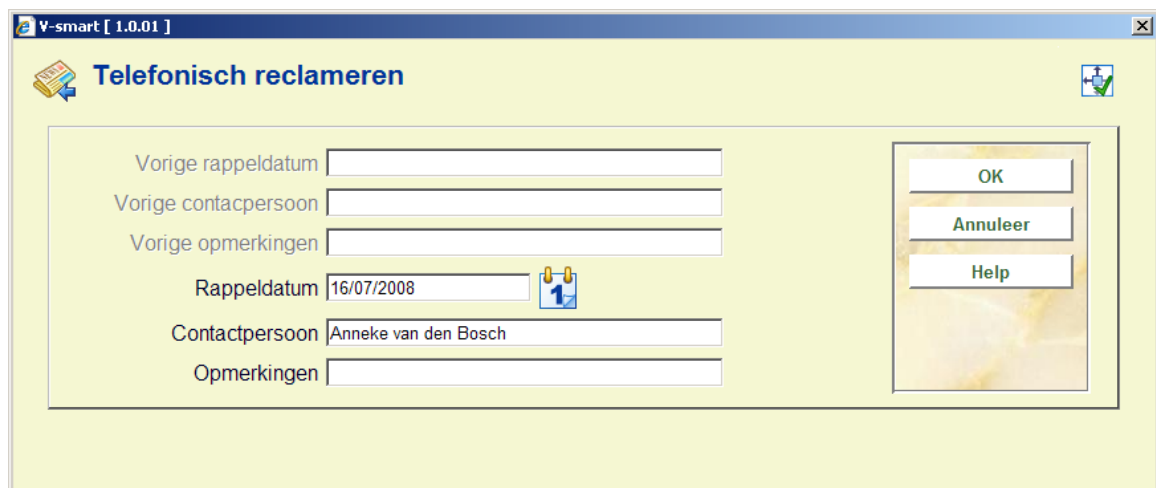 V-smart [ 1.0.01 ]
Telefonisch reclameren
Vorige rappeldatum
Vorige contacpersoon
Vorige opmerkingen
Rappeldatum 16/07/2008 1
Contactpersoon Anneke van den Bosch
Opmerkingen
OK
Annuleer
Help